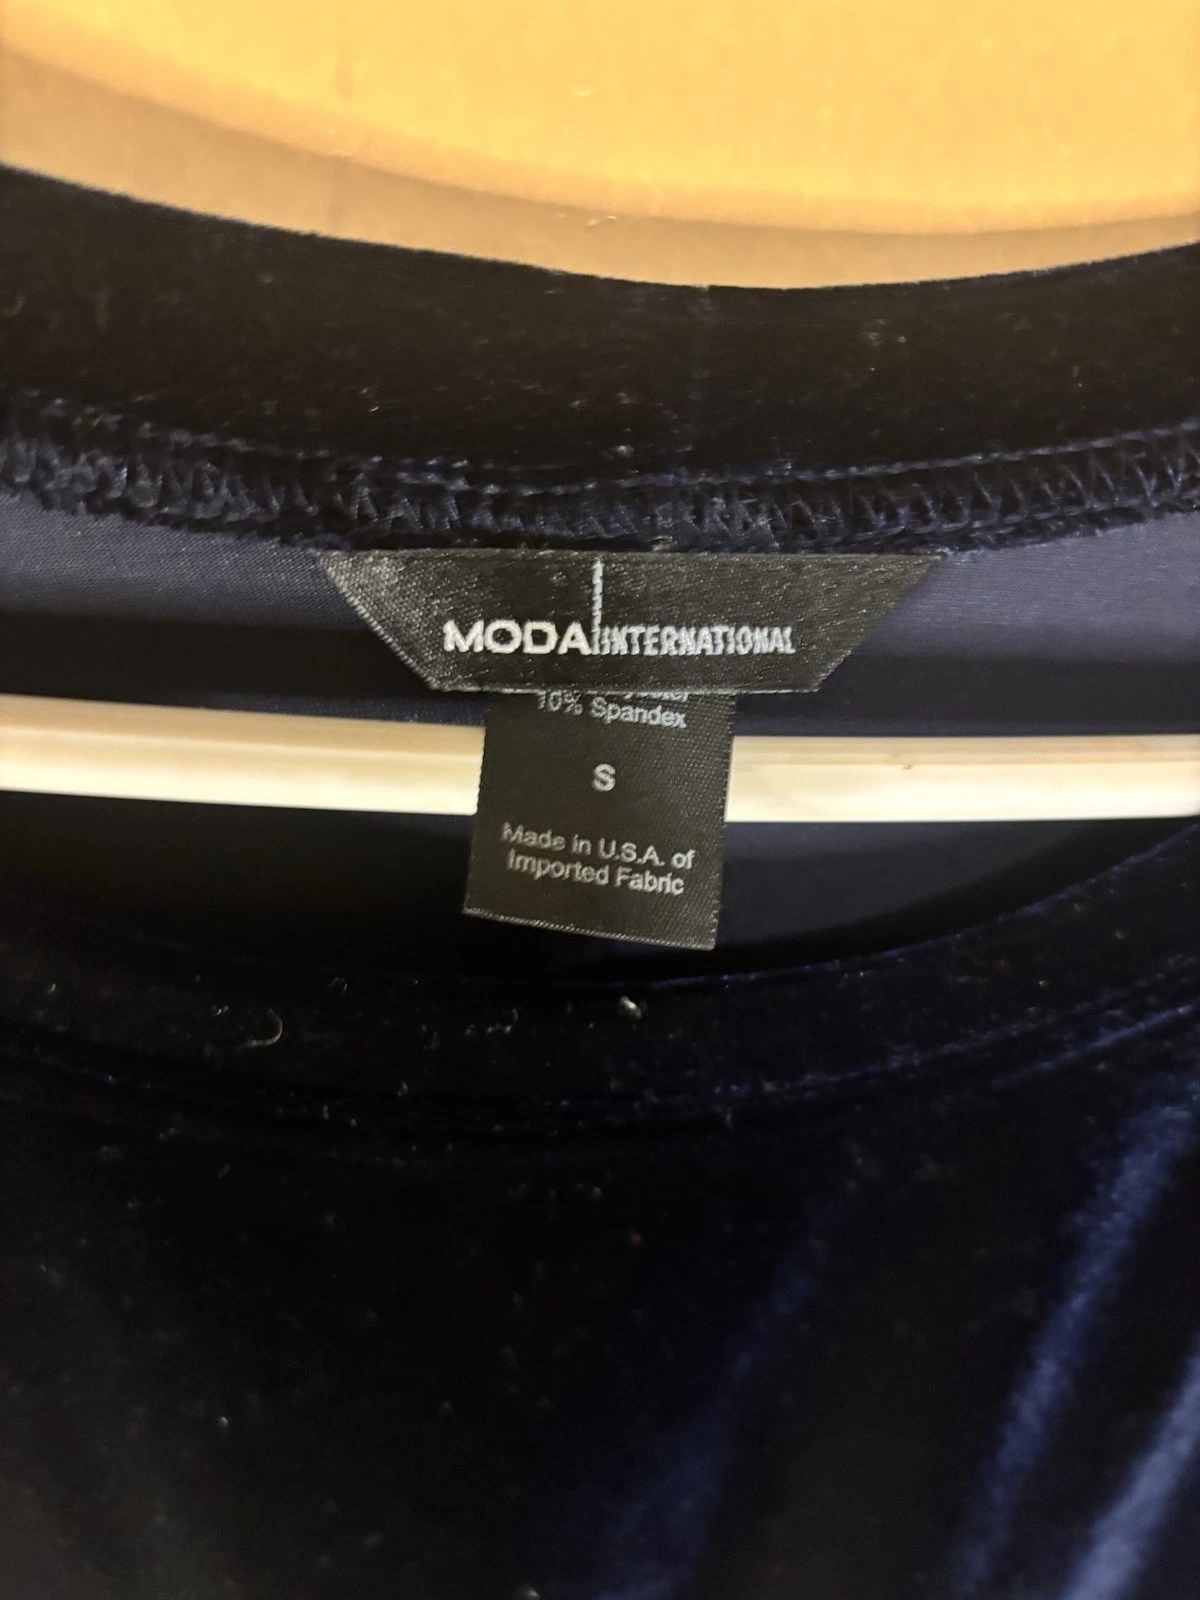 MODA INTERNATIONAL
10% Spandex
S
Made in U.S.A. of
Imported Fabric